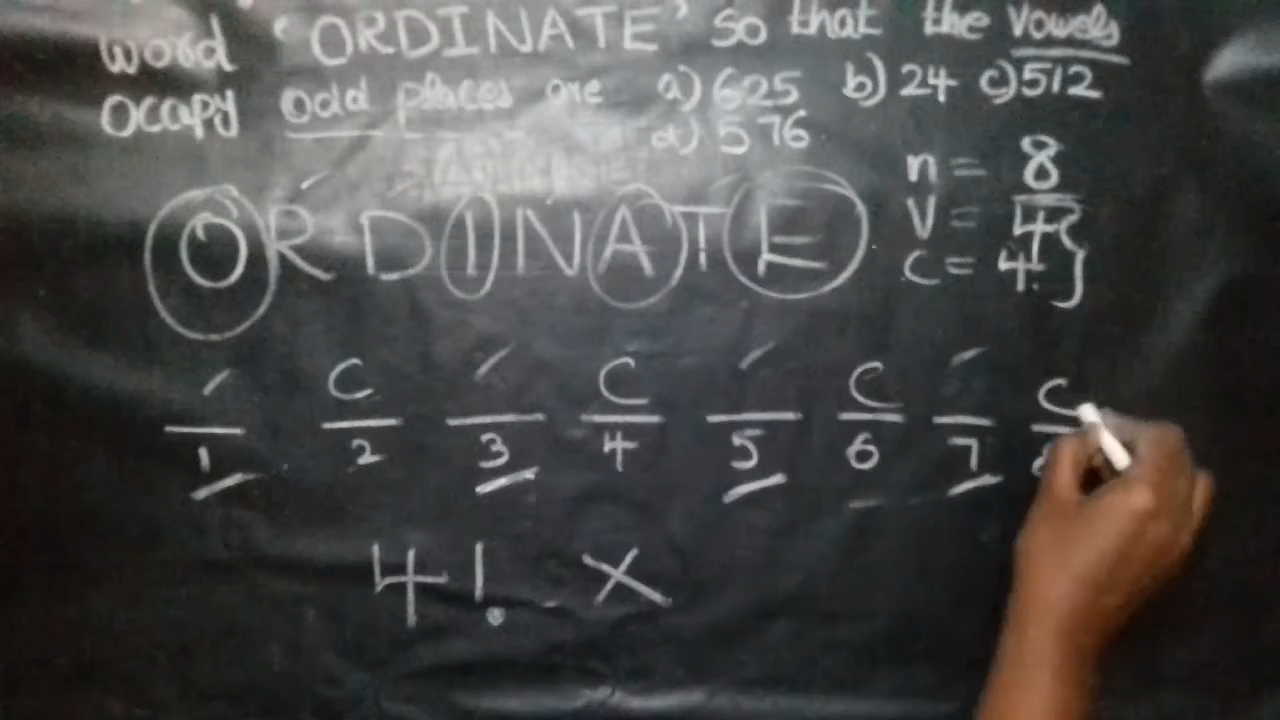 word 'ORDINATE' so that the vowels
occupy odd places are a) 625 b) 24 c) 512
d) 576
n = 8
V = 4
C = 4
ORDINATE
C C C C
1 2 3 4 5 6 7
4! ×